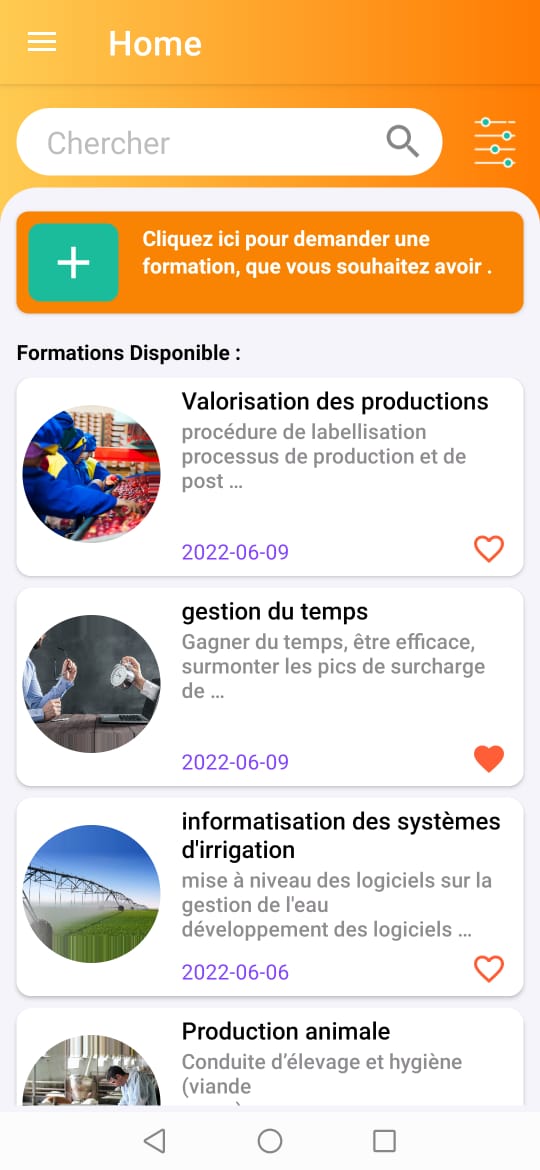 Home
Chercher
Cliquez ici pour demander une
formation, que vous souhaitez avoir .
Formations Disponible :
Valorisation des productions
procédure de labellisation
processus de production et de
post ...
2022-06-09
gestion du temps
Gagner du temps, être efficace,
surmonter les pics de surcharge
de ...
2022-06-09
informatisation des systèmes
d'irrigation
mise à niveau des logiciels sur la
gestion de l'eau
développement des logiciels ...
2022-06-06
Production animale
Conduite d’élevage et hygiène
(viande